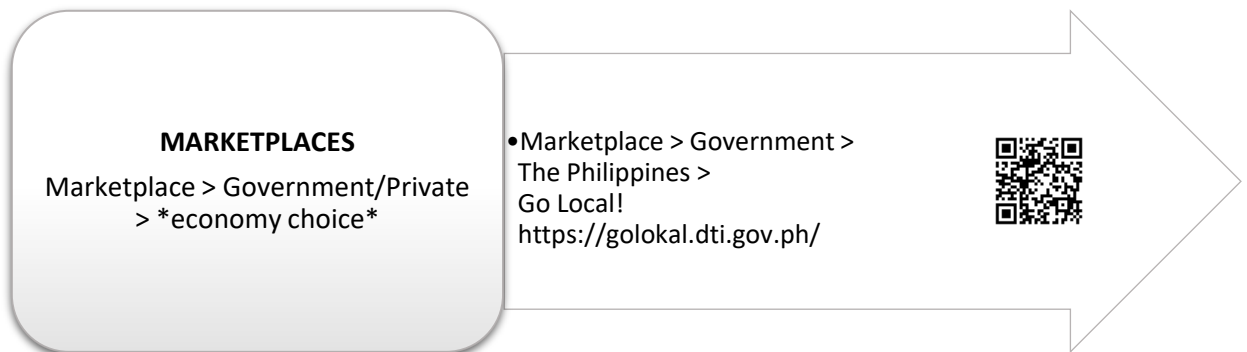 MARKETPLACES
Marketplace > Government/Private
> *economy choice*
•Marketplace > Government >
The Philippines >
Go Local!
https://golokal.dti.gov.ph/